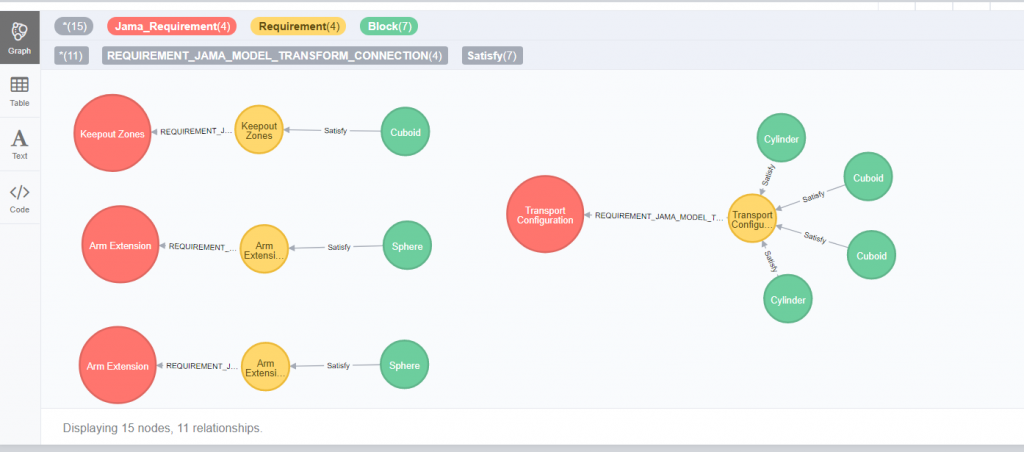 *(15) Jama_Requirement(4) Requirement(4) Block(7)
*(11) REQUIREMENT_JAMA_MODEL_TRANSFORM_CONNECTION(4) Satisfy(7)
Graph
Table
Text
Code
Keepout Zones
REQUIREMENT_J...
Keepout
Zones
Satisfy
Cuboid
Arm Extension
REQUIREMENT_...
Arm
Extensi...
Satisfy
Sphere
Arm Extension
REQUIREMENT_J...
Arm
Extensi...
Satisfy
Sphere
Transport
Configuration
REQUIREMENT_JAMA_MODEL_T...
Transport
Configu...
Satisfy
Cylinder
Satisfy
Cuboid
Satisfy
Cuboid
Satisfy
Cylinder
Displaying 15 nodes, 11 relationships.